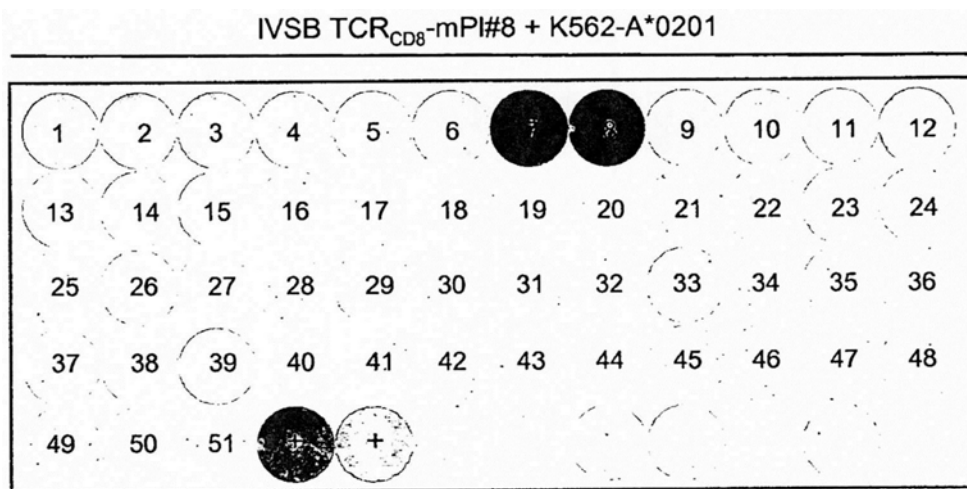 IVSB TCRCD8-mPI#8 + K562-A*0201
1 2 3 4 5 6 7 8 9 10 11 12
13 14 15 16 17 18 19 20 21 22 23 24
25 26 27 28 29 30 31 32 33 34 35 36
37 38 39 40 41 42 43 44 45 46 47 48
49 50 51 + +